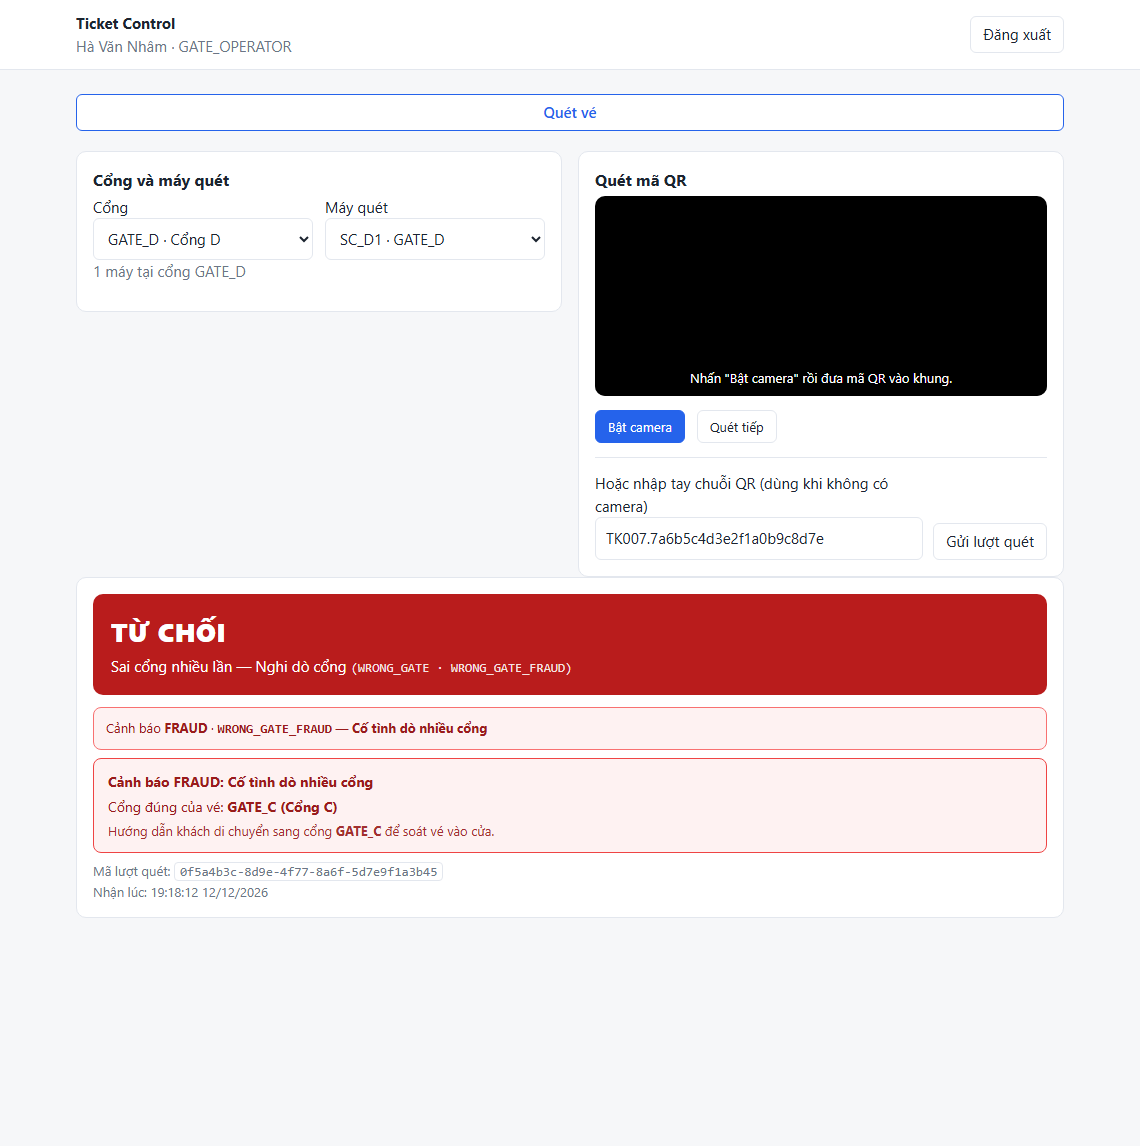 Ticket Control
Hà Văn Nhâm · GATE_OPERATOR
Đăng xuất
Quét vé
Cổng và máy quét
Cổng
Máy quét
GATE_D · Cổng D
SC_D1 · GATE_D
1 máy tại cổng GATE_D
Quét mã QR
Nhấn "Bật camera" rồi đưa mã QR vào khung.
Bật camera
Quét tiếp
Hoặc nhập tay chuỗi QR (dùng khi không có
camera)
TK007.7a6b5c4d3e2f1a0b9c8d7e
Gửi lượt quét
TỪ CHỐI
Sai cổng nhiều lần — Nghi dò cổng (WRONG_GATE · WRONG_GATE_FRAUD)
Cảnh báo FRAUD · WRONG_GATE_FRAUD — Cố tình dò nhiều cổng
Cảnh báo FRAUD: Cố tình dò nhiều cổng
Cổng đúng của vé: GATE_C (Cổng C)
Hướng dẫn khách di chuyển sang cổng GATE_C để soát vé vào cửa.
Mã lượt quét: 0f5a4b3c-8d9e-4f77-8a6f-5d7e9f1a3b45
Nhận lúc: 19:18:12 12/12/2026